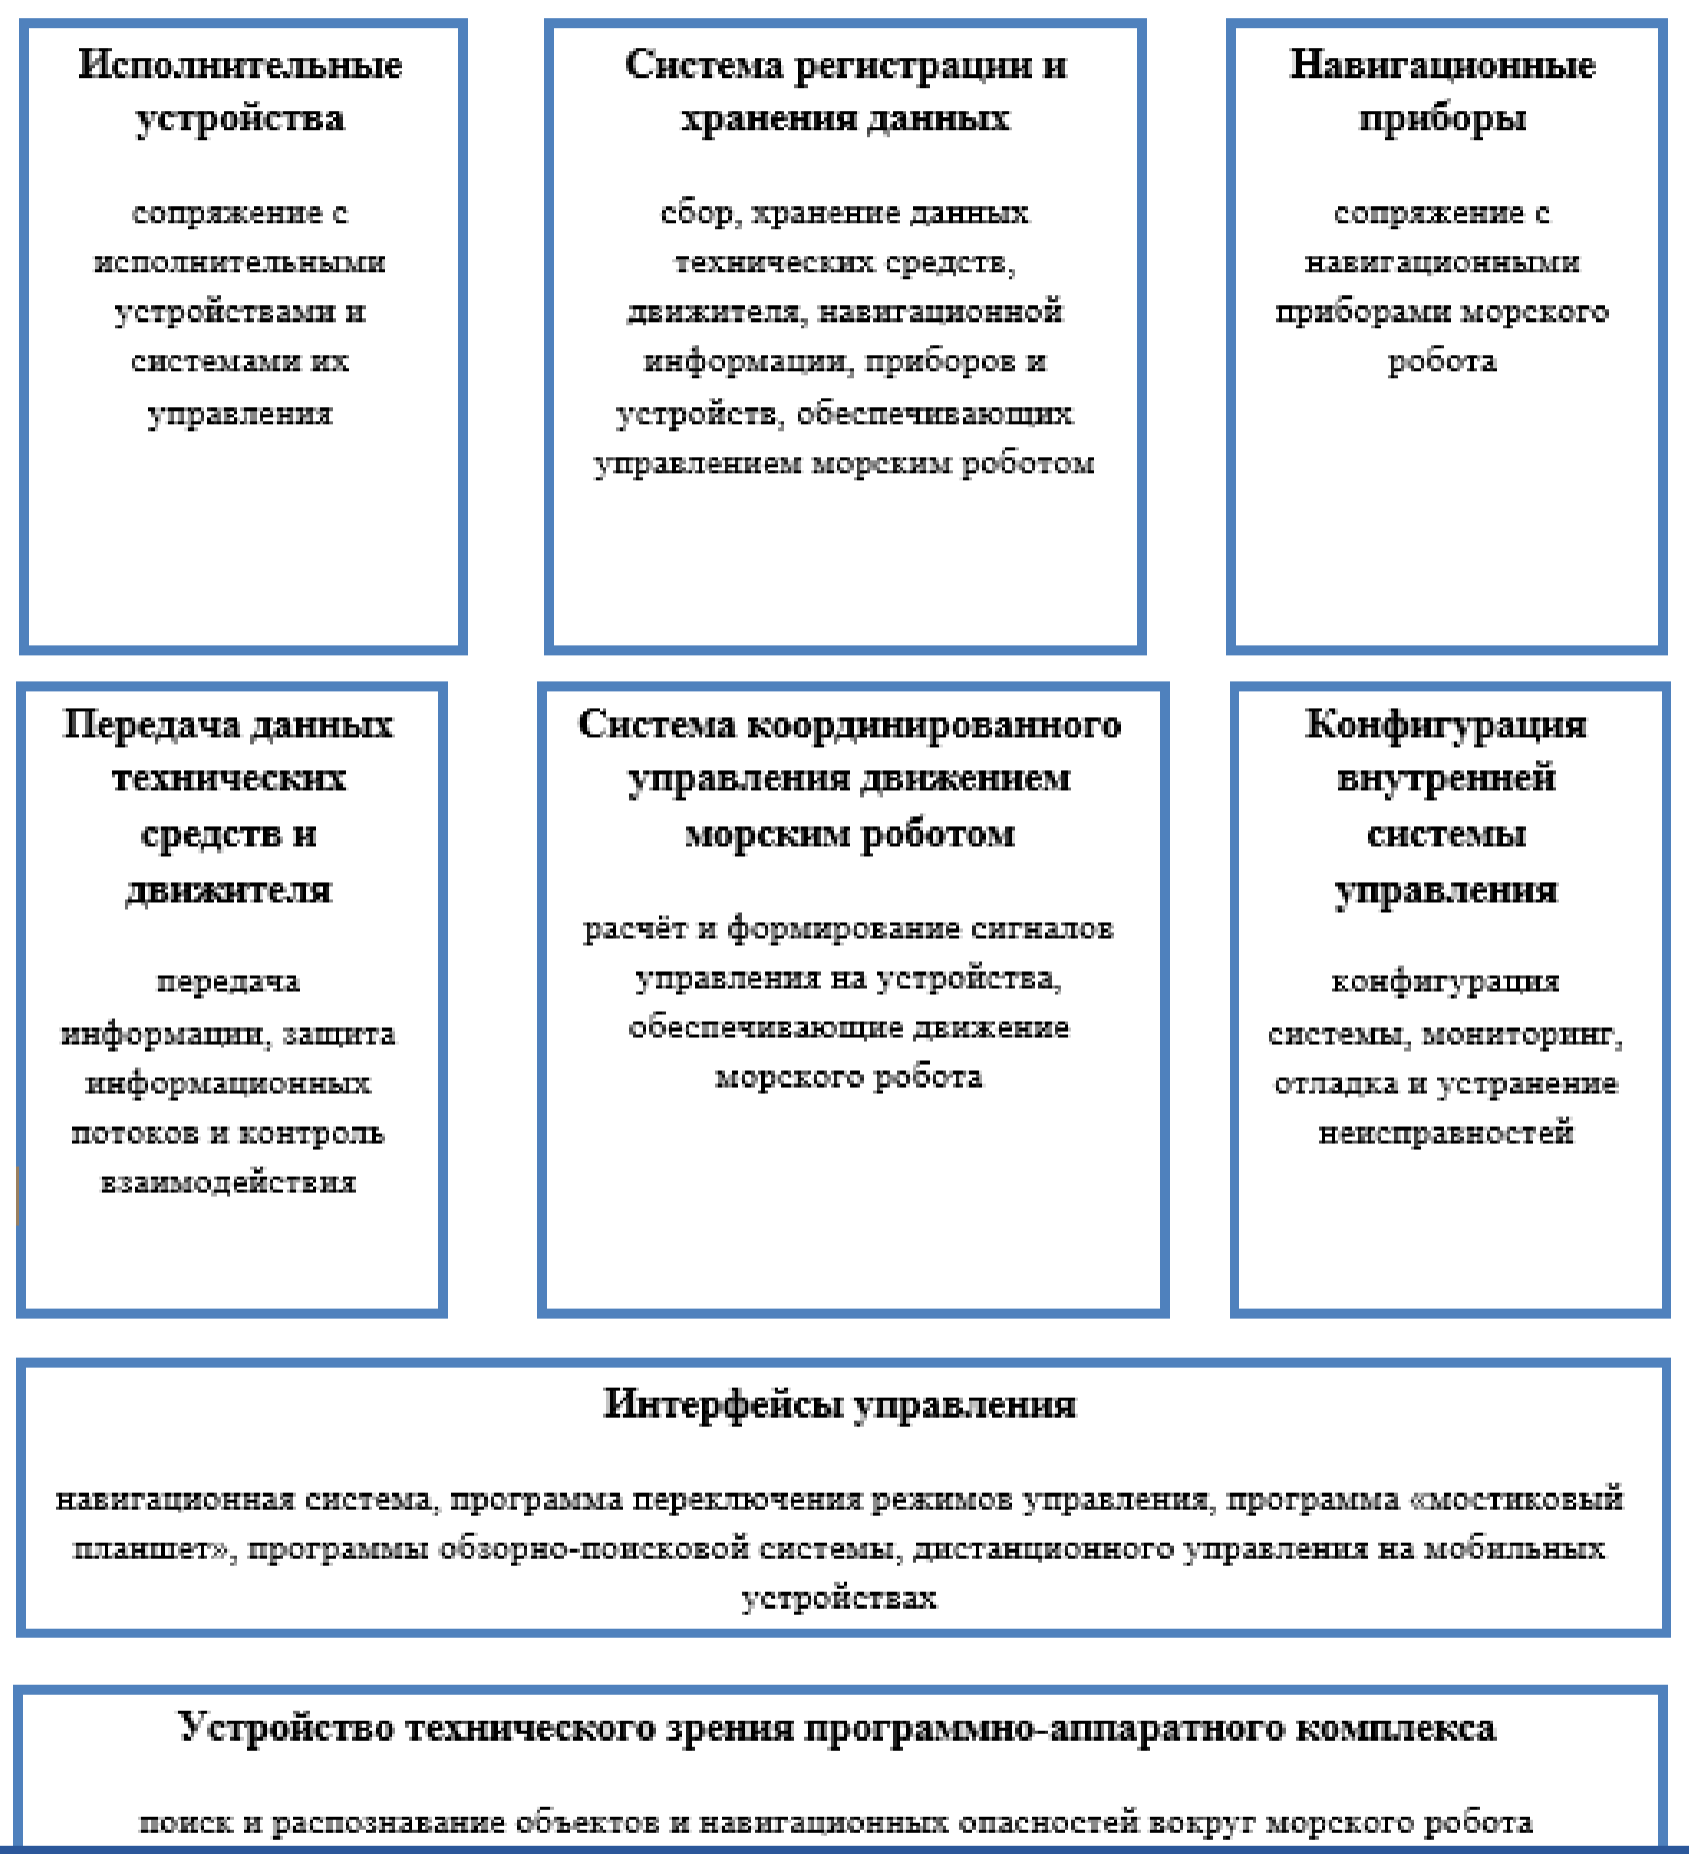 Исполнительные
устройства
сопряжение с
исполнительными
устройствами и
системами их
управления
Система регистрации и
хранения данных
сбор, хранение данных
технических средств,
движителя, навигационной
информации, приборов и
устройств, обеспечивающих
управлением морским роботом
Навигационные
приборы
сопряжение с
навигационными
приборами морского
робота
Передача данных
технических
средств и
движителя
передача
информации, защита
информационных
потоков и контроль
взаимодействия
Система координированного
управления движением
морским роботом
расчёт и формирование сигналов
управления на устройства,
обеспечивающие движение
морского робота
Конфигурация
внутренней
системы
управления
конфигурация
системы, мониторинг,
отладка и устранение
неисправностей
Интерфейсы управления
навигационная система, программа переключения режимов управления, программа «мостиковый
планшет», программы обзорно-поисковой системы, дистанционного управления на мобильных
устройствах
Устройство технического зрения программно-аппаратного комплекса
поиск и распознавание объектов и навигационных опасностей вокруг морского робота